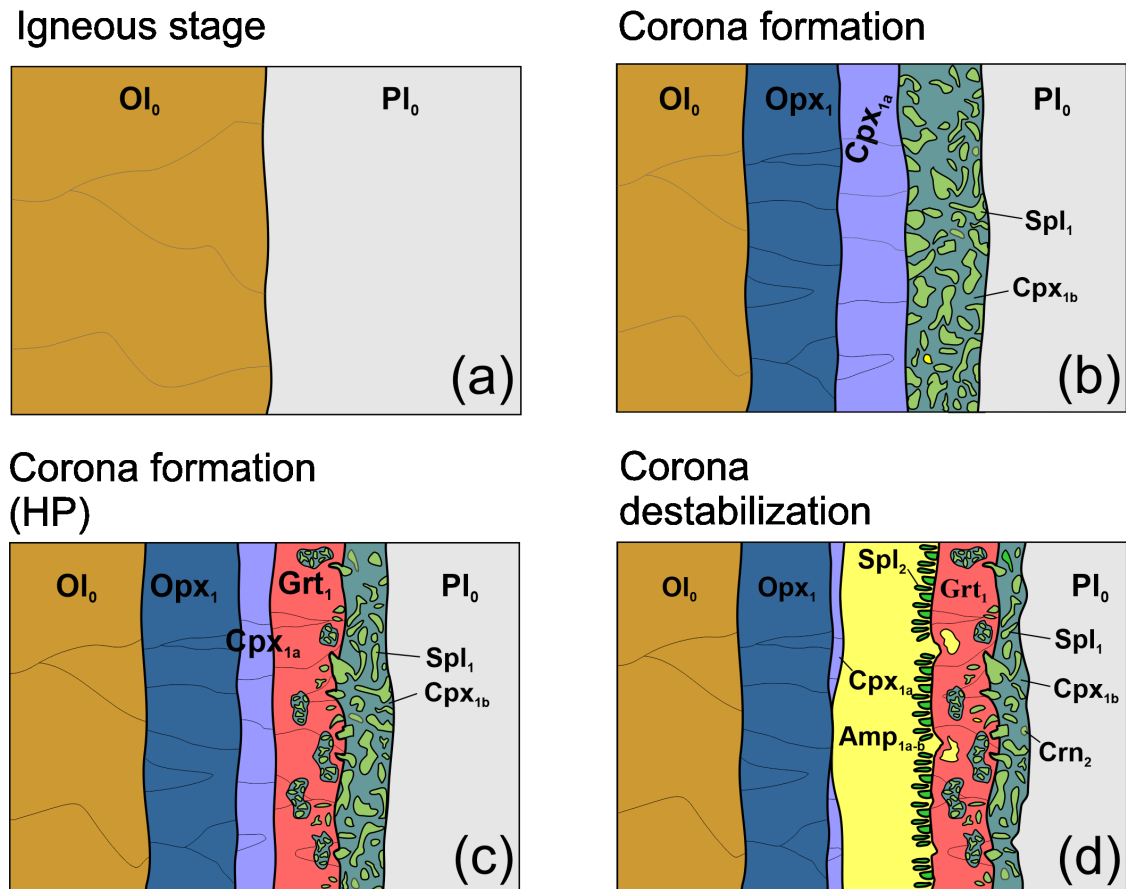 Igneous stage
Ol₀
Pl₀
(a)
Corona formation
Ol₀
Opx₁
Cpx₁ₐ
Pl₀
Spl₁
Cpx₁b
(b)
Corona formation
(HP)
Ol₀
Opx₁
Grt₁
Pl₀
Cpx₁ₐ
Spl₁
Cpx₁b
(c)
Corona
destabilization
Ol₀
Opx₁
Spl₂
Grt₁
Pl₀
Spl₁
Cpx₁ₐ
Cpx₁b
Amp₁ₐ₋b
Crn₂
(d)